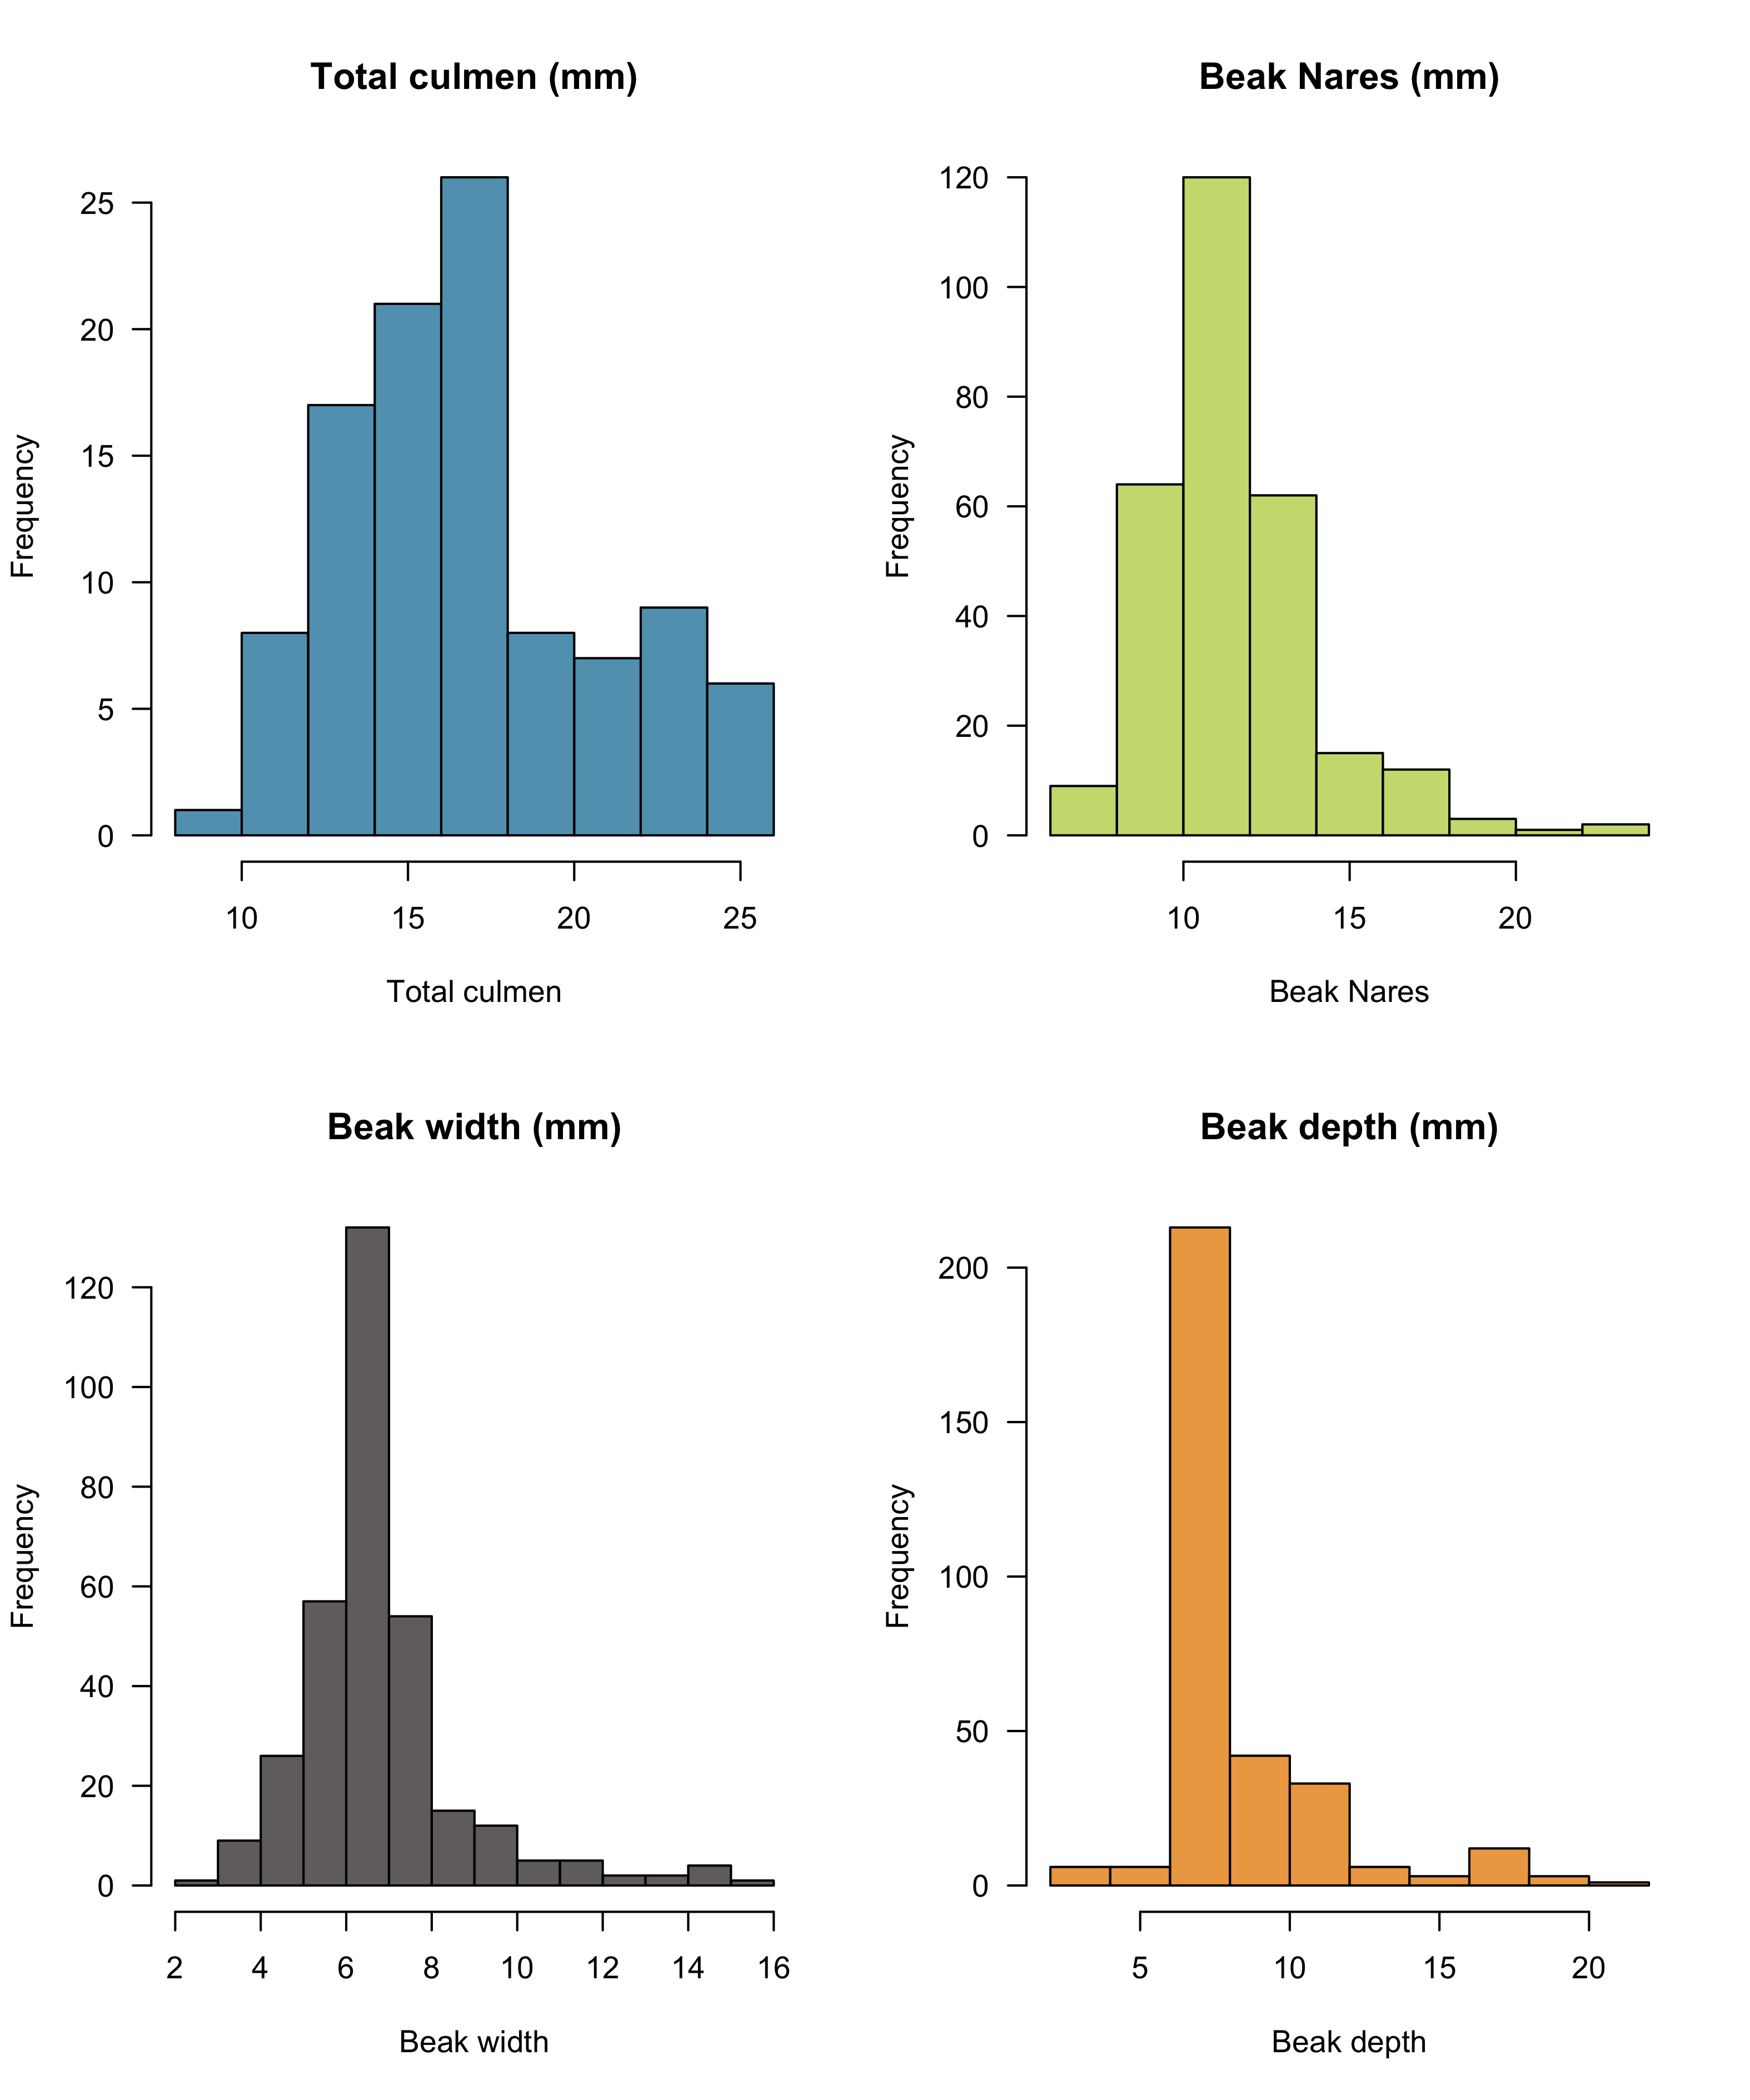 Total culmen (mm)
Frequency
25
20
15
10
5
0
10 15 20 25
Total culmen
Beak Nares (mm)
Frequency
120
100
80
60
40
20
0
10 15 20
Beak Nares
Beak width (mm)
Frequency
120
100
80
60
40
20
0
2 4 6 8 10 12 14 16
Beak width
Beak depth (mm)
Frequency
200
150
100
50
0
5 10 15 20
Beak depth